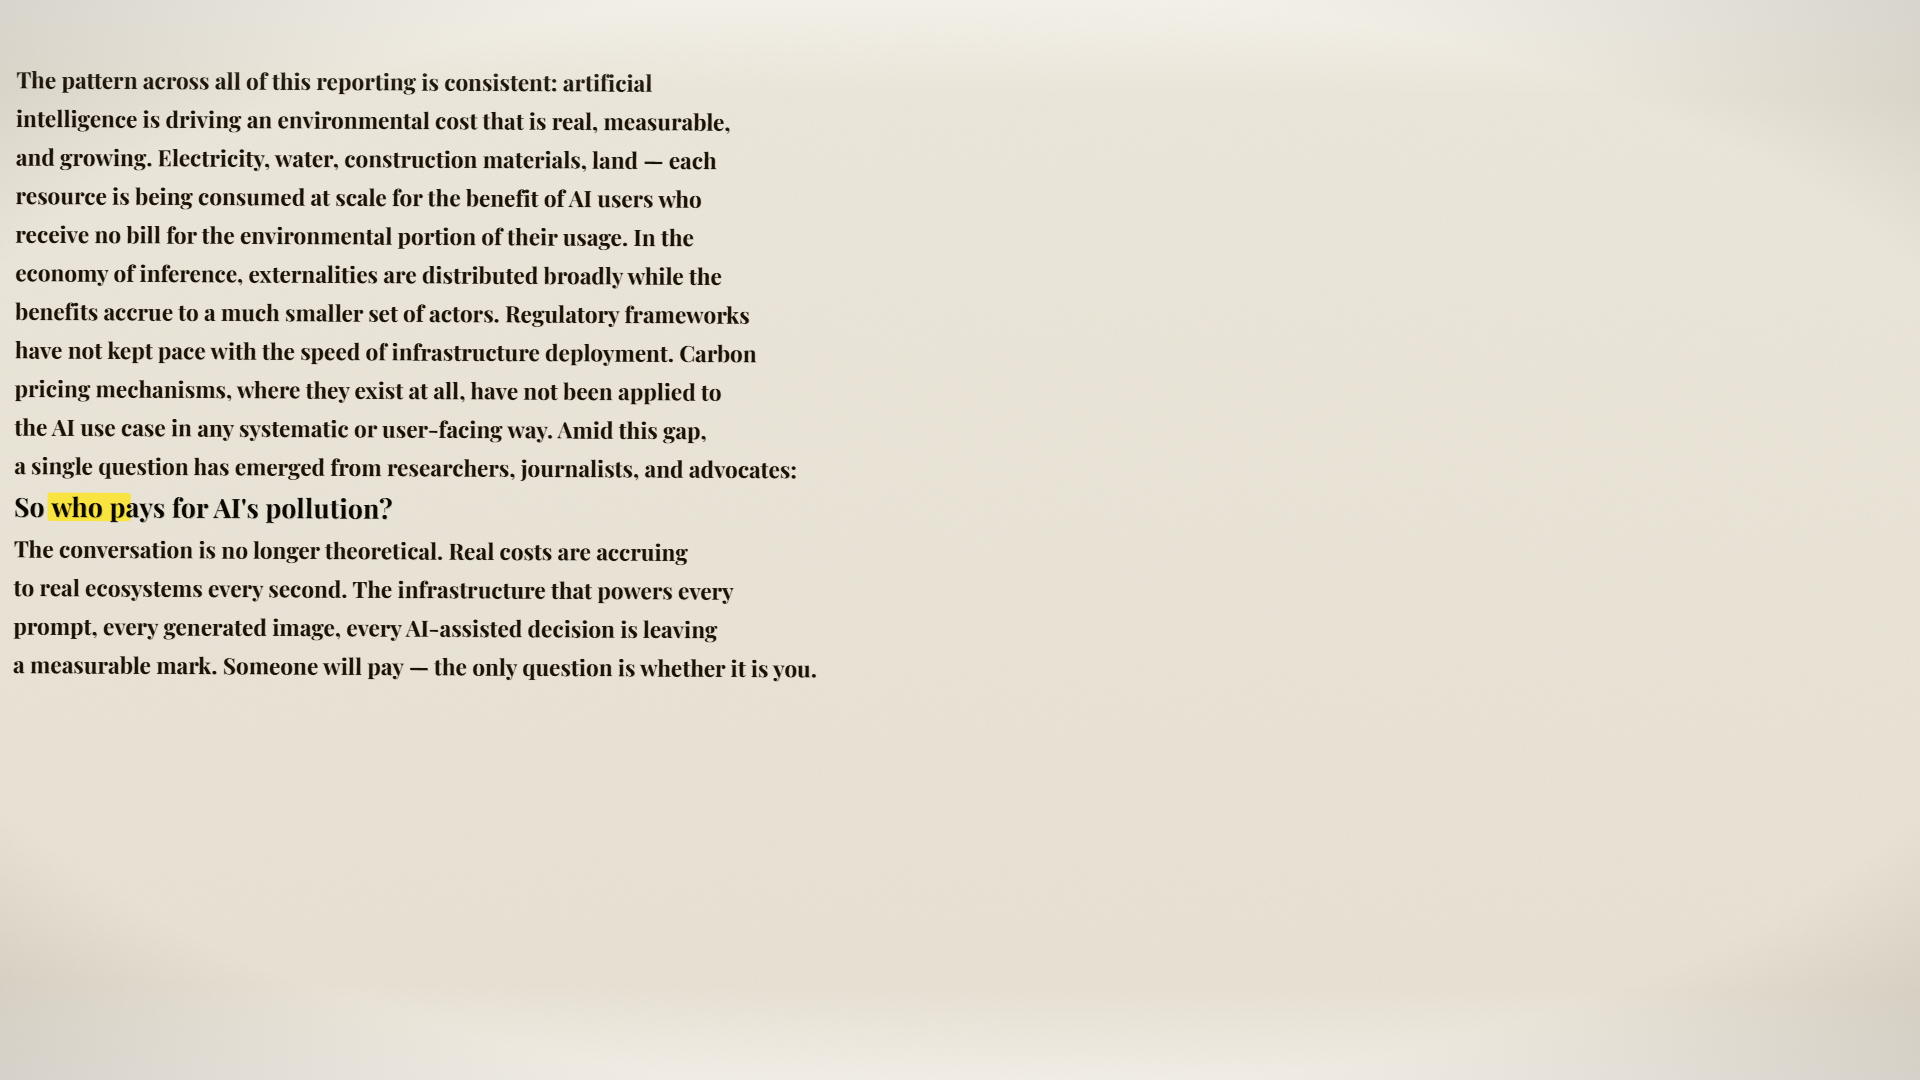 The pattern across all of this reporting is consistent: artificial
intelligence is driving an environmental cost that is real, measurable,
and growing. Electricity, water, construction materials, land — each
resource is being consumed at scale for the benefit of AI users who
receive no bill for the environmental portion of their usage. In the
economy of inference, externalities are distributed broadly while the
benefits accrue to a much smaller set of actors. Regulatory frameworks
have not kept pace with the speed of infrastructure deployment. Carbon
pricing mechanisms, where they exist at all, have not been applied to
the AI use case in any systematic or user-facing way. Amid this gap,
a single question has emerged from researchers, journalists, and advocates:
So who pays for AI's pollution?
The conversation is no longer theoretical. Real costs are accruing
to real ecosystems every second. The infrastructure that powers every
prompt, every generated image, every AI-assisted decision is leaving
a measurable mark. Someone will pay — the only question is whether it is you.